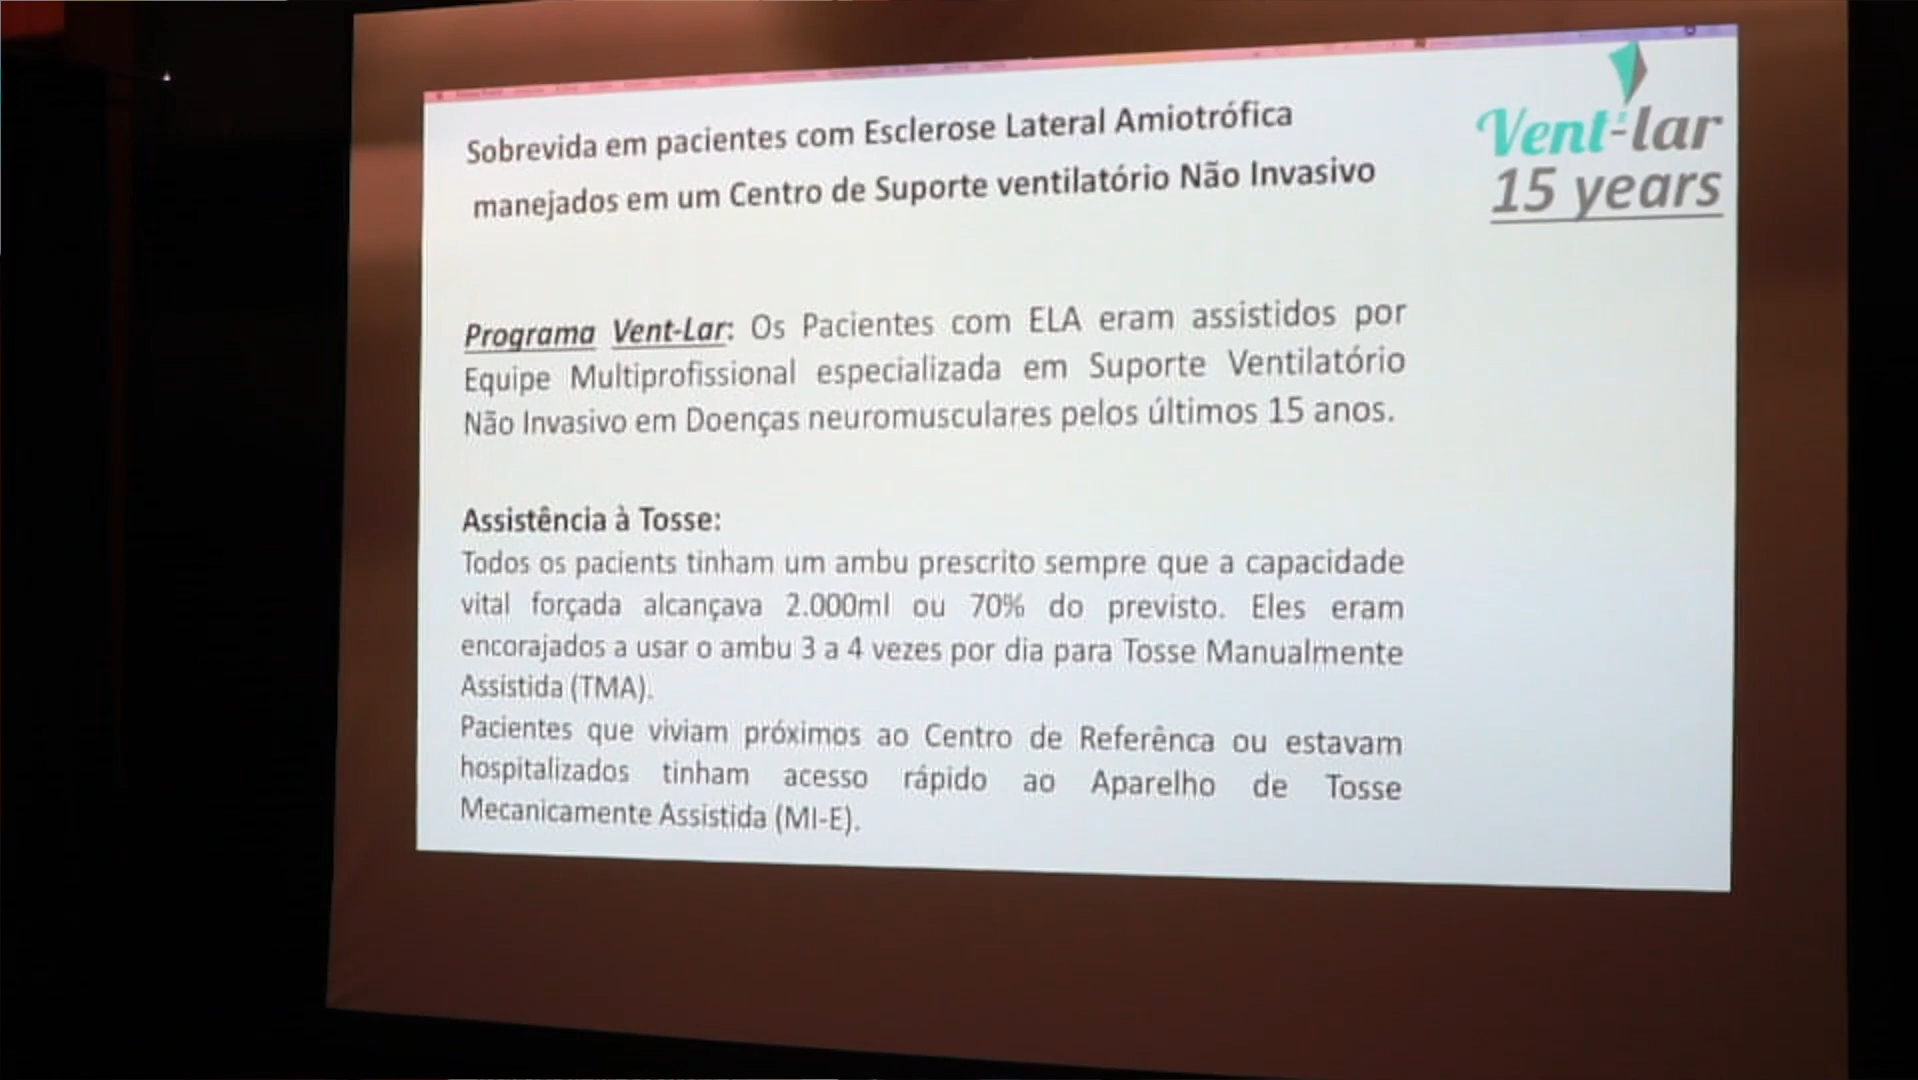 Sobrevida em pacientes com Esclerose Lateral Amiotrófica
manejados em um Centro de Suporte ventilatório Não Invasivo
Vent-lar
15 years
Programa Vent-Lar: Os Pacientes com ELA eram assistidos por
Equipe Multiprofissional especializada em Suporte Ventilatório
Não Invasivo em Doenças neuromusculares pelos últimos 15 anos.
Assistência à Tosse:
Todos os pacients tinham um ambu prescrito sempre que a capacidade
vital forçada alcançava 2.000ml ou 70% do previsto. Eles eram
encorajados a usar o ambu 3 a 4 vezes por dia para Tosse Manualmente
Assistida (TMA).
Pacientes que viviam próximos ao Centro de Referênca ou estavam
hospitalizados tinham acesso rápido ao Aparelho de Tosse
Mecanicamente Assistida (MI-E).